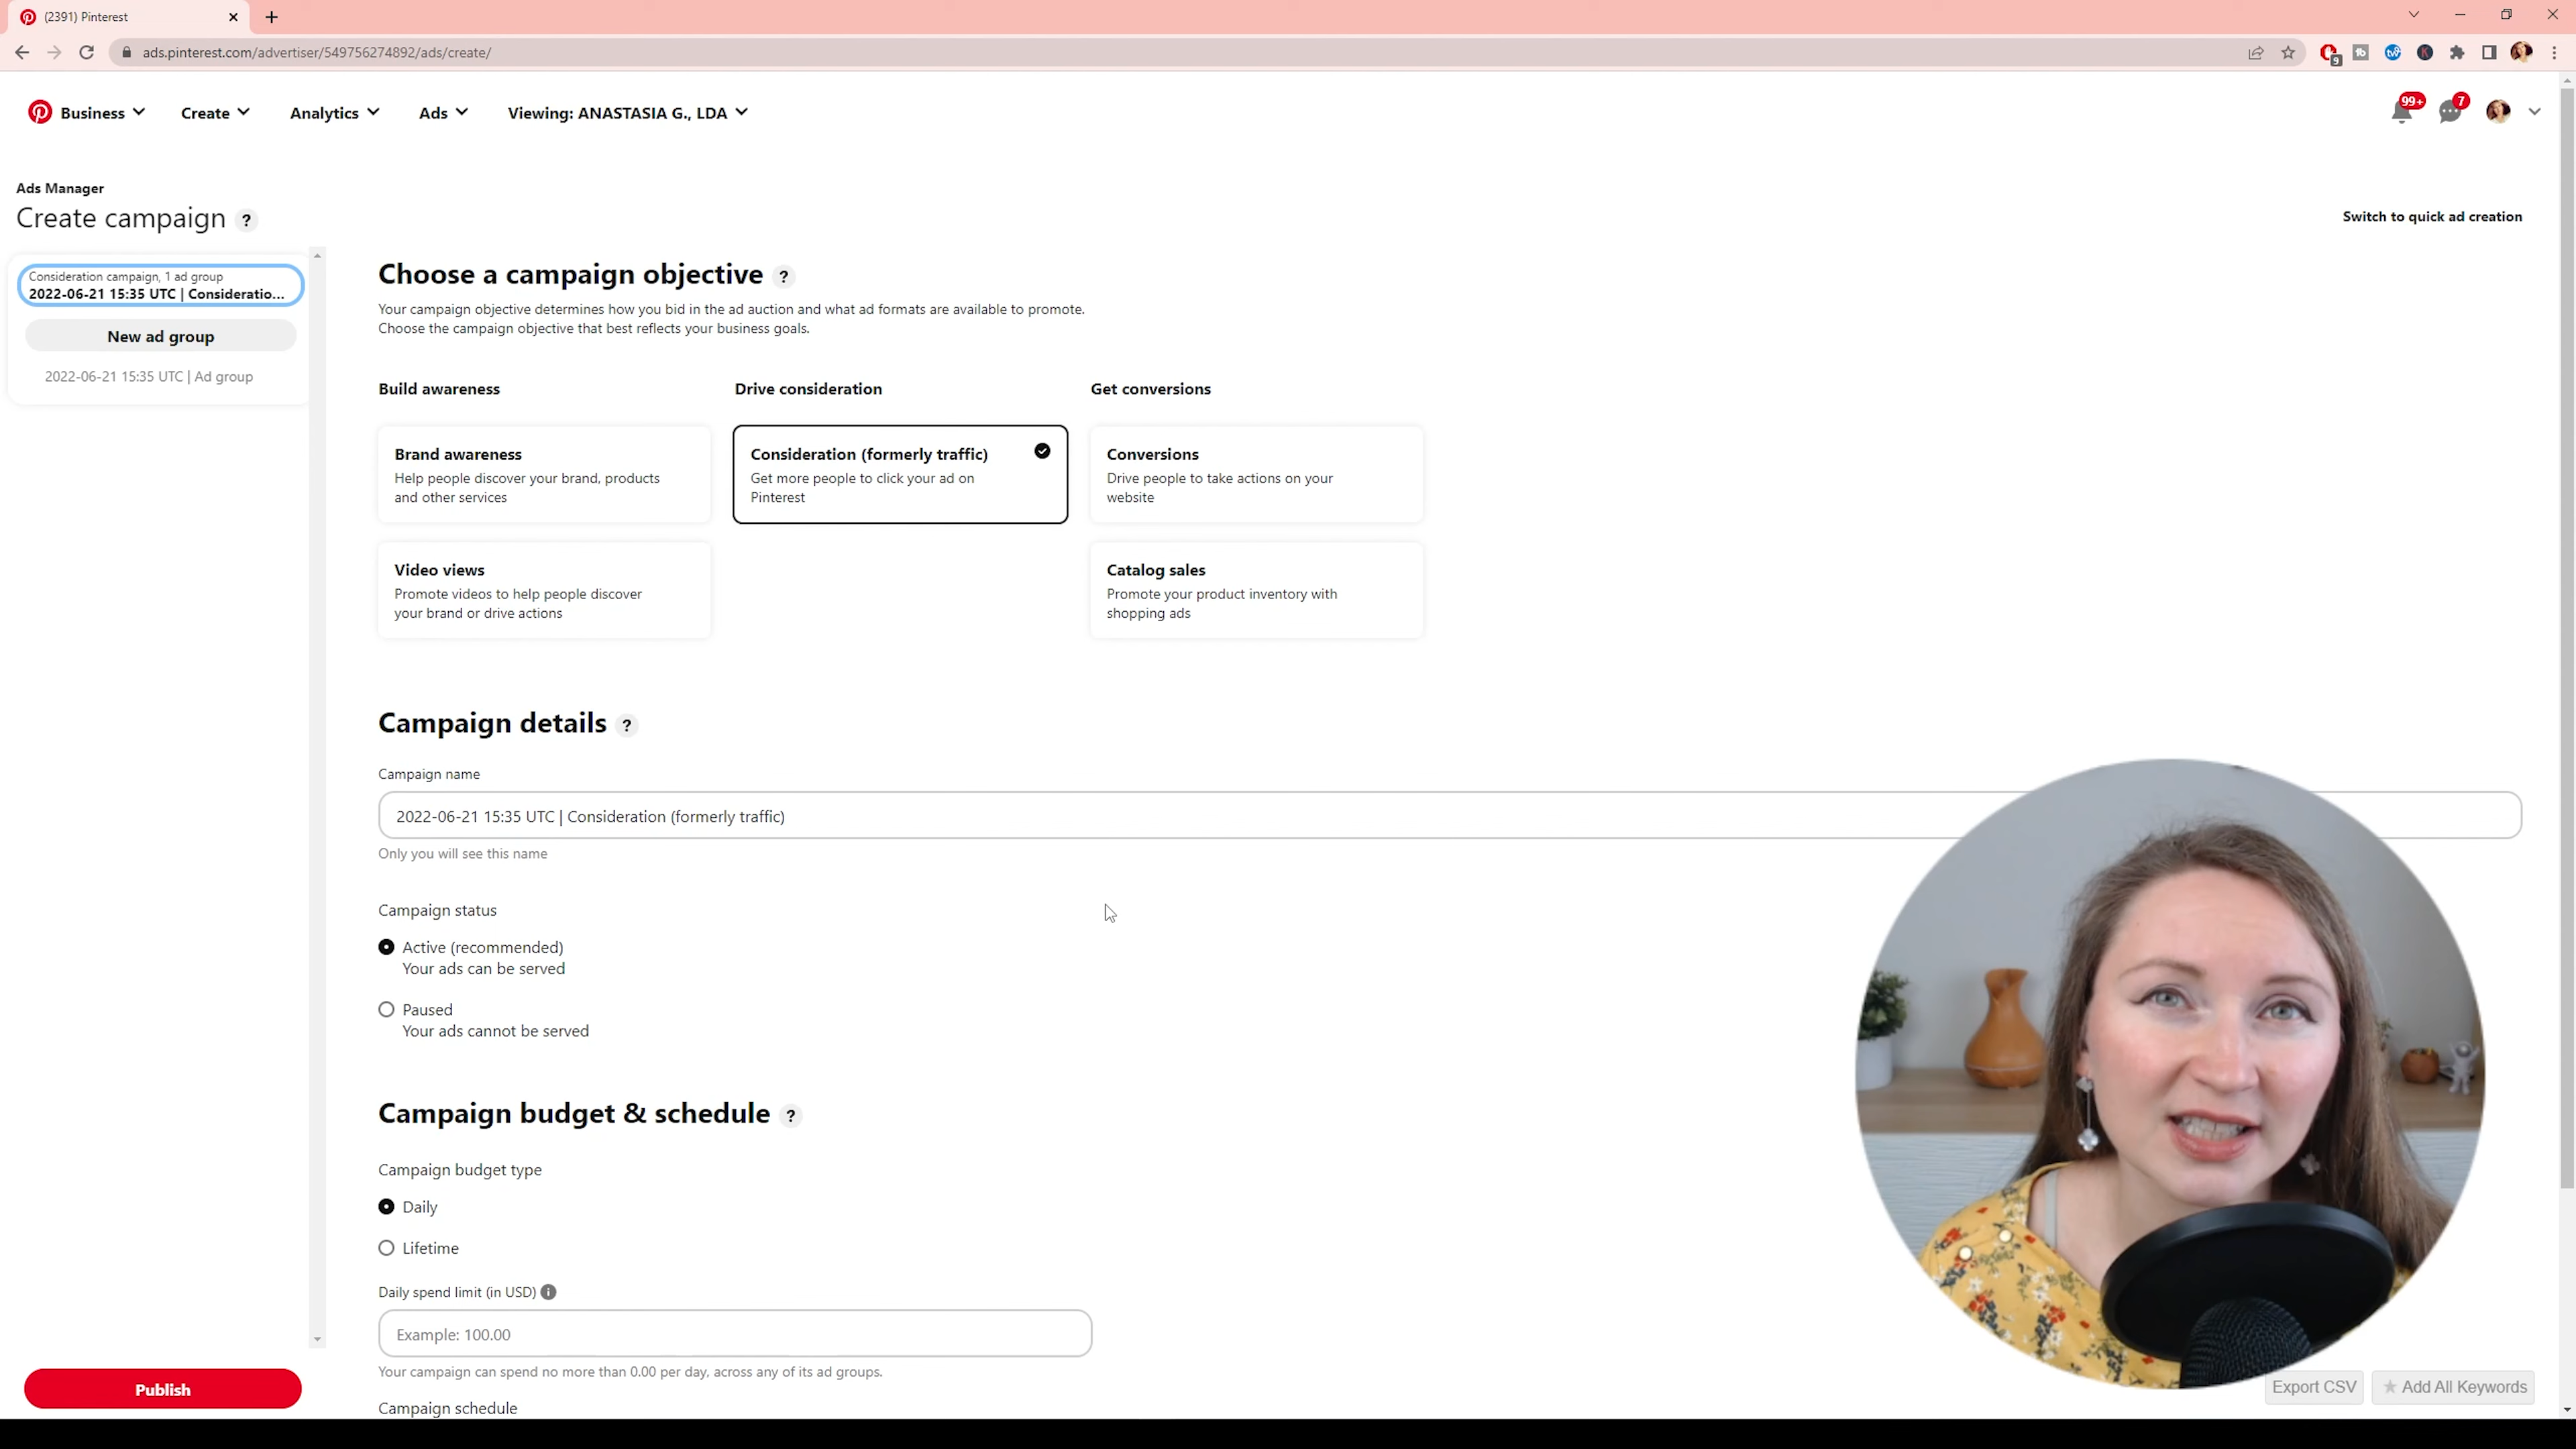 (2391) Pinterest
ads.pinterest.com/advertiser/549756274892/ads/create/
9
Business
Create
Analytics
Ads
Viewing: ANASTASIA G., LDA
99+
7
Ads Manager
Create campaign ?
Switch to quick ad creation
Consideration campaign, 1 ad group
2022-06-21 15:35 UTC | Consideratio...
New ad group
2022-06-21 15:35 UTC | Ad group
Choose a campaign objective ?
Your campaign objective determines how you bid in the ad auction and what ad formats are available to promote.
Choose the campaign objective that best reflects your business goals.
Build awareness
Drive consideration
Get conversions
Brand awareness
Help people discover your brand, products
and other services
Consideration (formerly traffic)
Get more people to click your ad on
Pinterest
Conversions
Drive people to take actions on your
website
Video views
Promote videos to help people discover
your brand or drive actions
Catalog sales
Promote your product inventory with
shopping ads
Campaign details ?
Campaign name
2022-06-21 15:35 UTC | Consideration (formerly traffic)
Only you will see this name
Campaign status
Active (recommended)
Your ads can be served
Paused
Your ads cannot be served
Campaign budget & schedule ?
Campaign budget type
Daily
Lifetime
Daily spend limit (in USD)
Example: 100.00
Your campaign can spend no more than 0.00 per day, across any of its ad groups.
Campaign schedule
Publish
Export CSV
Add All Keywords